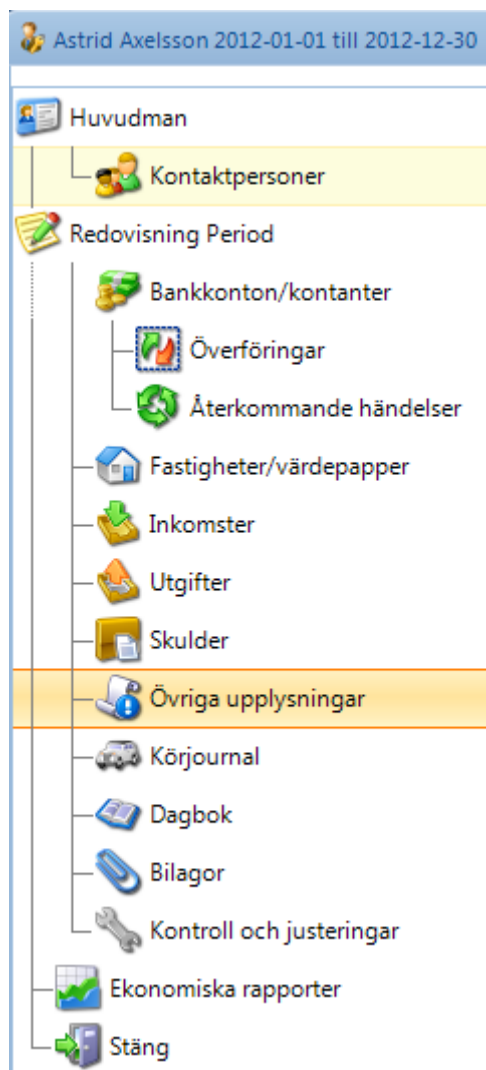 Astrid Axelsson 2012-01-01 till 2012-12-30
Huvudman
Kontaktpersoner
Redovisning Period
Bankkonton/kontanter
Överföringar
Återkommande händelser
Fastigheter/värdepapper
Inkomster
Utgifter
Skulder
Övriga upplysningar
Körjournal
Dagbok
Bilagor
Kontroll och justeringar
Ekonomiska rapporter
Stäng